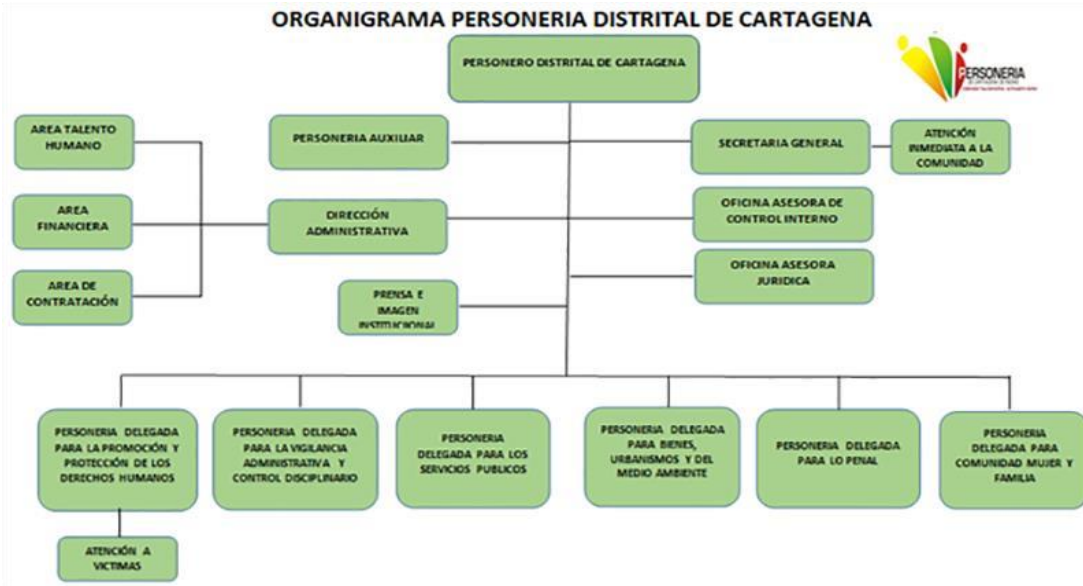 ORGANIGRAMA PERSONERIA DISTRITAL DE CARTAGENA
PERSONERO DISTRITAL DE CARTAGENA
PERSONERIA
AREA TALENTO
HUMANO
PERSONERIA AUXILIAR
SECRETARIA GENERAL
ATENCIÓN
INMEDIATA A LA
COMUNIDAD
AREA
FINANCIERA
DIRECCIÓN
ADMINISTRATIVA
OFICINA ASESORA DE
CONTROL INTERNO
AREA DE
CONTRATACIÓN
OFICINA ASESORA
JURIDICA
PRENSA E
IMAGEN
INSTITUCIONAL
PERSONERIA DELEGADA
PARA LA PROMOCIÓN Y
PROTECCIÓN DE LOS
DERECHOS HUMANOS
PERSONERIA DELEGADA
PARA LA VIGILANCIA
ADMINISTRATIVA Y
CONTROL DISCIPLINARIO
PERSONERIA
DELEGADA PARA LOS
SERVICIOS PUBLICOS
PERSONERIA DELEGADA
PARA BIENES,
URBANISMOS Y DEL
MEDIO AMBIENTE
PERSONERIA DELEGADA
PARA LO PENAL
PERSONERIA
DELEGADA PARA
COMUNIDAD MUJER Y
FAMILIA
ATENCIÓN A
VICTIMAS